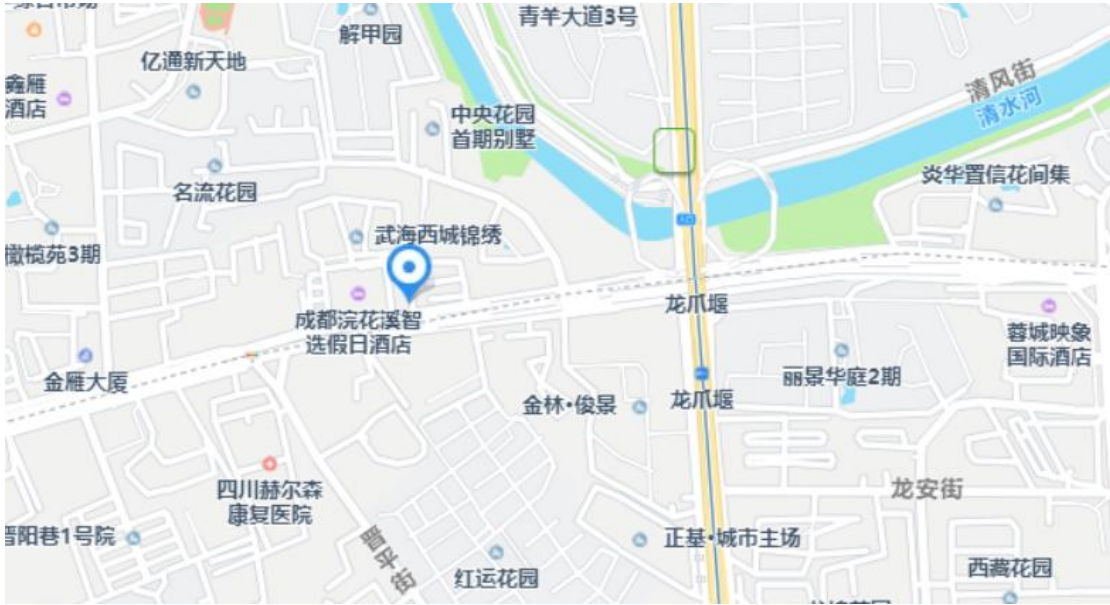 青羊大道3号
解甲园
亿通新天地
清风街
清水河
鑫雁
酒店
中央花园
首期别墅
名流花园
炎华置信花间集
武海西城锦绣
橄榄苑3期
龙爪堰
成都浣花溪智
选假日酒店
蓉城映象
国际酒店
金雁大厦
丽景华庭2期
金林·俊景
龙爪堰
四川赫尔森
康复医院
龙安街
晋阳巷1号院
晋平街
正基·城市主场
红运花园
西藏花园